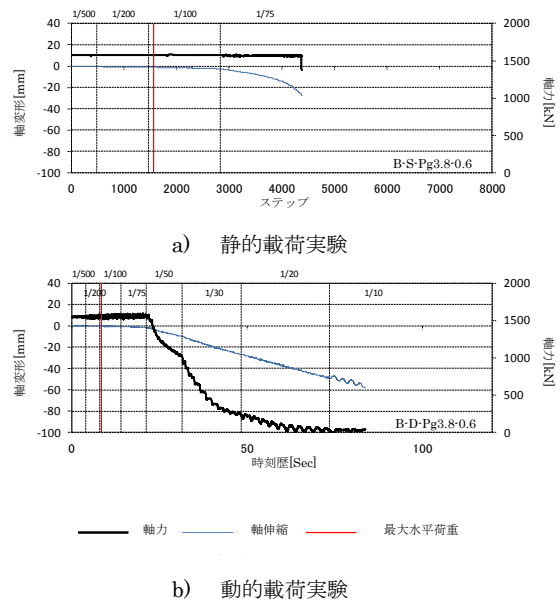 1/500 1/200 1/100 1/75
40 2000
20
0 1500
-20
-40 1000
-60 500
-80
-100 0
軸変形[mm]
軸力[kN]
B-S-Pg3.8-0.6
0 1000 2000 3000 4000 5000 6000 7000 8000
ステップ
a) 静的載荷実験
1/500 1/100 1/50 1/20
1/200 1/75 1/30 1/10
40 2000
20
0 1500
-20
-40 1000
-60 500
-80
-100 0
軸変形[mm]
軸力[kN]
B-D-Pg3.8-0.6
0 50 100
時刻歴[Sec]
軸力 軸伸縮 最大水平荷重
b) 動的載荷実験